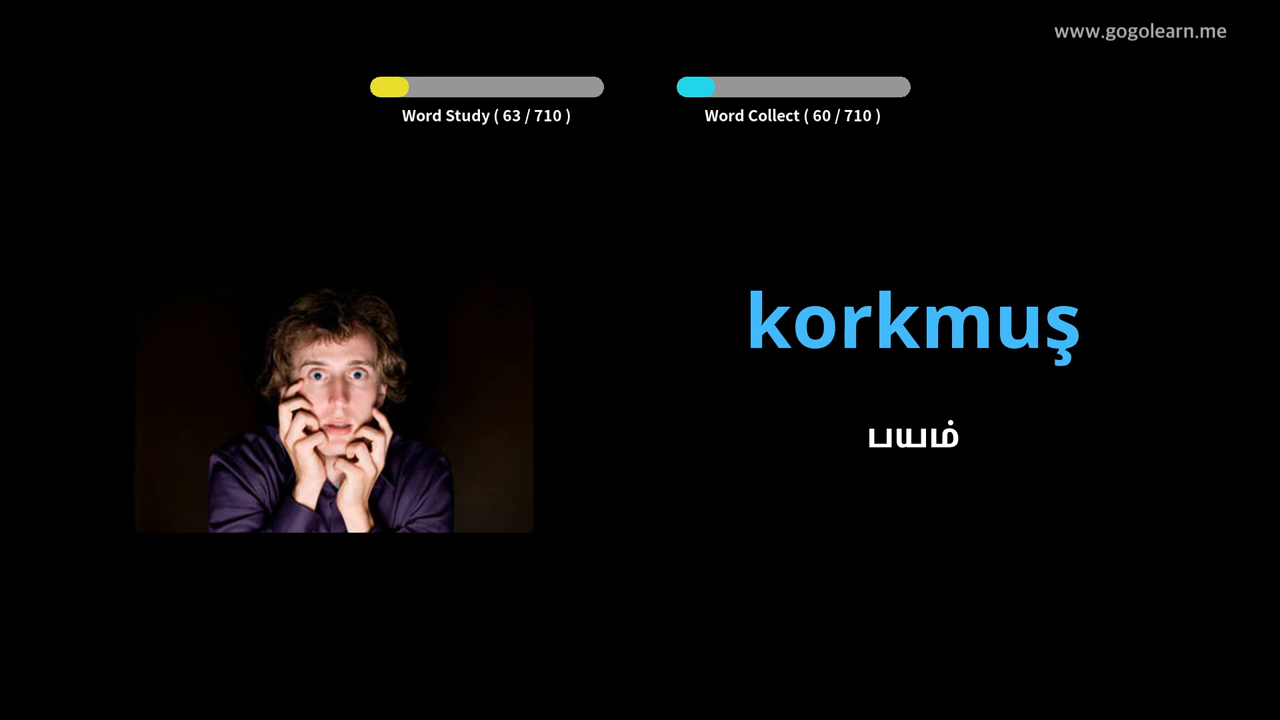 www.gogolearn.me
Word Study ( 63 / 710 )
Word Collect ( 60 / 710 )
korkmuş
பயம்